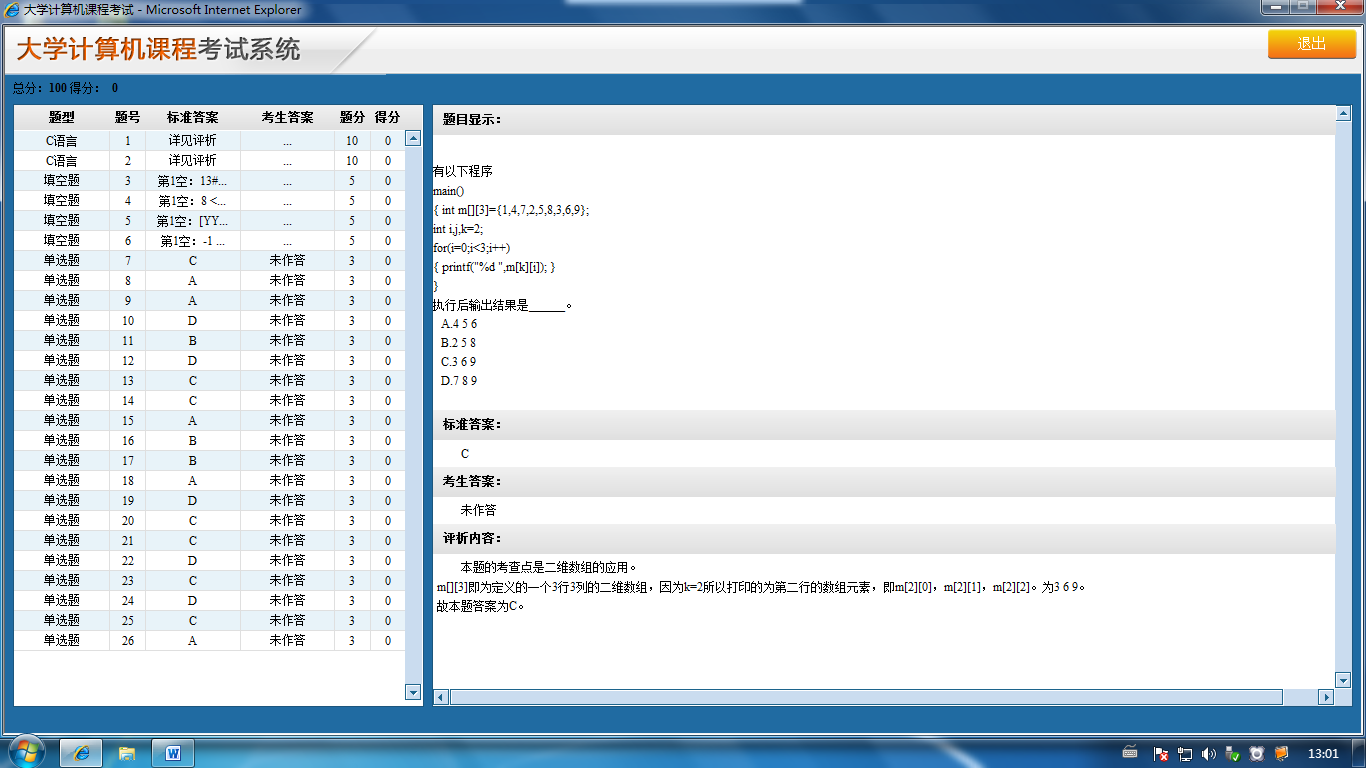 大学计算机课程考试 - Microsoft Internet Explorer
大学计算机课程考试系统
退出
总分：100 得分： 0
题型 题号 标准答案 考生答案 题分 得分
C语言 1 详见评析 ... 10 0
C语言 2 详见评析 ... 10 0
填空题 3 第1空：13#... ... 5 0
填空题 4 第1空：8 <... ... 5 0
填空题 5 第1空：[YY... ... 5 0
填空题 6 第1空：-1 ... ... 5 0
单选题 7 C 未作答 3 0
单选题 8 A 未作答 3 0
单选题 9 A 未作答 3 0
单选题 10 D 未作答 3 0
单选题 11 B 未作答 3 0
单选题 12 D 未作答 3 0
单选题 13 C 未作答 3 0
单选题 14 C 未作答 3 0
单选题 15 A 未作答 3 0
单选题 16 B 未作答 3 0
单选题 17 B 未作答 3 0
单选题 18 A 未作答 3 0
单选题 19 D 未作答 3 0
单选题 20 C 未作答 3 0
单选题 21 C 未作答 3 0
单选题 22 D 未作答 3 0
单选题 23 C 未作答 3 0
单选题 24 D 未作答 3 0
单选题 25 C 未作答 3 0
单选题 26 A 未作答 3 0
题目显示：
有以下程序
main()
{ int m[][3]={1,4,7,2,5,8,3,6,9};
int i,j,k=2;
for(i=0;i<3;i++)
{ printf("%d ",m[k][i]); }
}
执行后输出结果是______。
A.4 5 6
B.2 5 8
C.3 6 9
D.7 8 9
标准答案：
C
考生答案：
未作答
评析内容：
本题的考查点是二维数组的应用。
m[][3]即为定义的一个3行3列的二维数组，因为k=2所以打印的为第二行的数组元素，即m[2][0]，m[2][1]，m[2][2]。为3 6 9。
故本题答案为C。
13:01